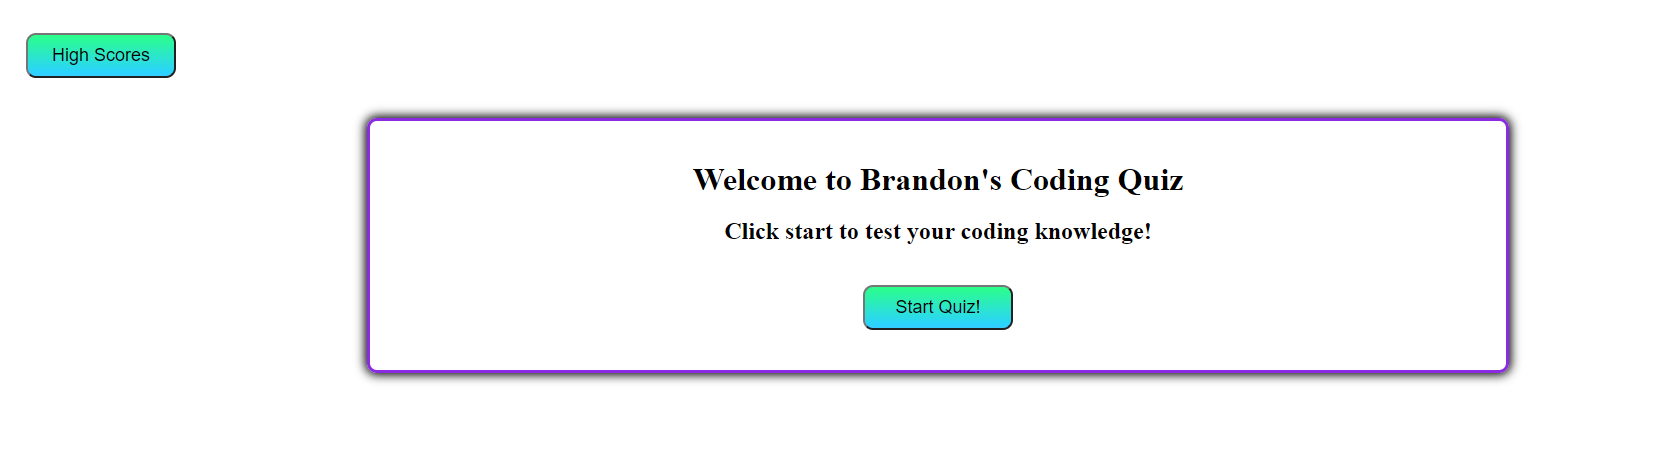 High Scores
Welcome to Brandon's Coding Quiz
Click start to test your coding knowledge!
Start Quiz!